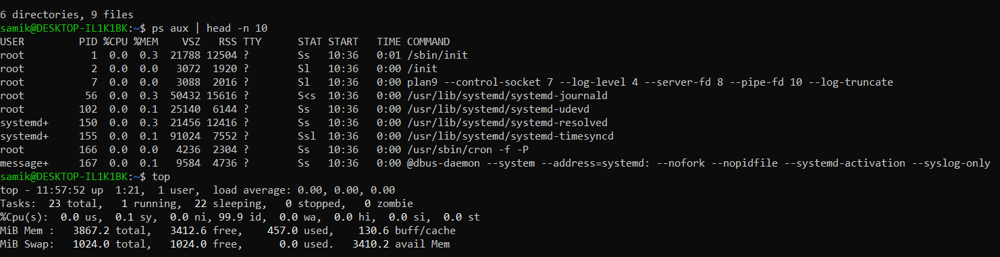 6 directories, 9 files
samik@DESKTOP-IL1K1BK:~$ ps aux | head -n 10
USER         PID %CPU %MEM    VSZ   RSS TTY      STAT START   TIME COMMAND
root           1  0.0  0.3  21788 12504 ?        Ss   10:36   0:01 /sbin/init
root           2  0.0  0.0   3072  1920 ?        Sl   10:36   0:00 /init
root           7  0.0  0.0   3088  2016 ?        Sl   10:36   0:00 plan9 --control-socket 7 --log-level 4 --server-fd 8 --pipe-fd 10 --log-truncate
root          56  0.0  0.3  50432 15616 ?        S<s  10:36   0:00 /usr/lib/systemd/systemd-journald
root         102  0.0  0.1  25140  6144 ?        Ss   10:36   0:00 /usr/lib/systemd/systemd-udevd
systemd+     150  0.0  0.3  21456 12416 ?        Ss   10:36   0:00 /usr/lib/systemd/systemd-resolved
systemd+     155  0.0  0.1  91024  7552 ?        Ssl  10:36   0:00 /usr/lib/systemd/systemd-timesyncd
root         166  0.0  0.0   4236  2304 ?        Ss   10:36   0:00 /usr/sbin/cron -f -P
message+     167  0.0  0.1   9584  4736 ?        Ss   10:36   0:00 @dbus-daemon --system --address=systemd: --nofork --nopidfile --systemd-activation --syslog-only
samik@DESKTOP-IL1K1BK:~$ top
top - 11:57:52 up  1:21,  1 user,  load average: 0.00, 0.00, 0.00
Tasks:  23 total,   1 running,  22 sleeping,   0 stopped,   0 zombie
%Cpu(s):  0.0 us,  0.1 sy,  0.0 ni, 99.9 id,  0.0 wa,  0.0 hi,  0.0 si,  0.0 st
MiB Mem :   3867.2 total,   3412.6 free,    457.0 used,    130.6 buff/cache
MiB Swap:   1024.0 total,   1024.0 free,      0.0 used.   3410.2 avail Mem